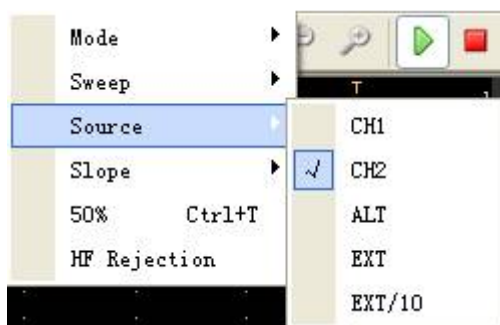 Mode
Sweep
T
Source
CH1
Slope
CH2
50% Ctrl+T
ALT
HF Rejection
EXT
EXT/10